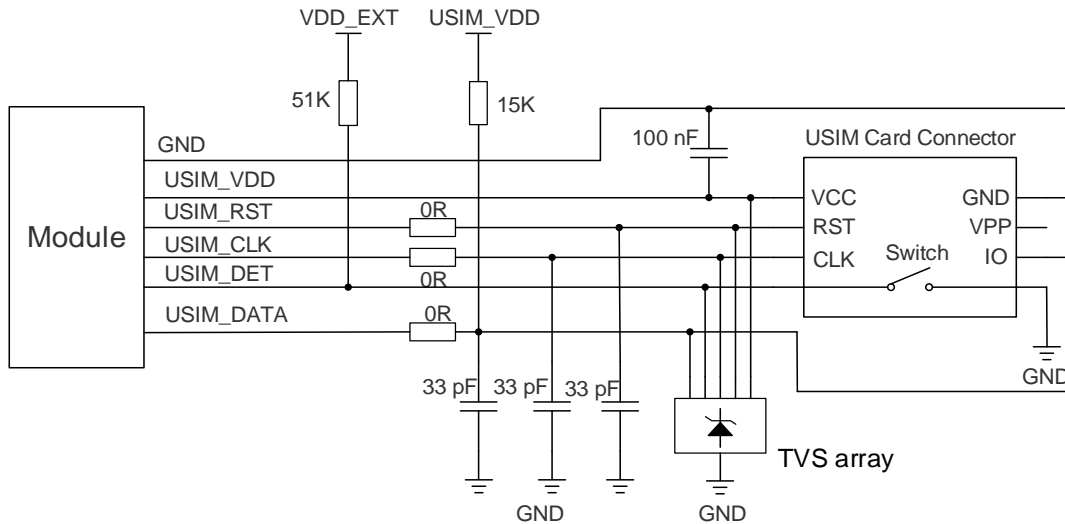 VDD_EXT
USIM_VDD
51K
15K
GND
100 nF
USIM Card Connector
USIM_VDD
VCC
GND
USIM_RST
0R
RST
VPP
Module
USIM_CLK
CLK
Switch
IO
USIM_DET
0R
USIM_DATA
0R
GND
33 pF
33 pF
33 pF
TVS array
GND
GND